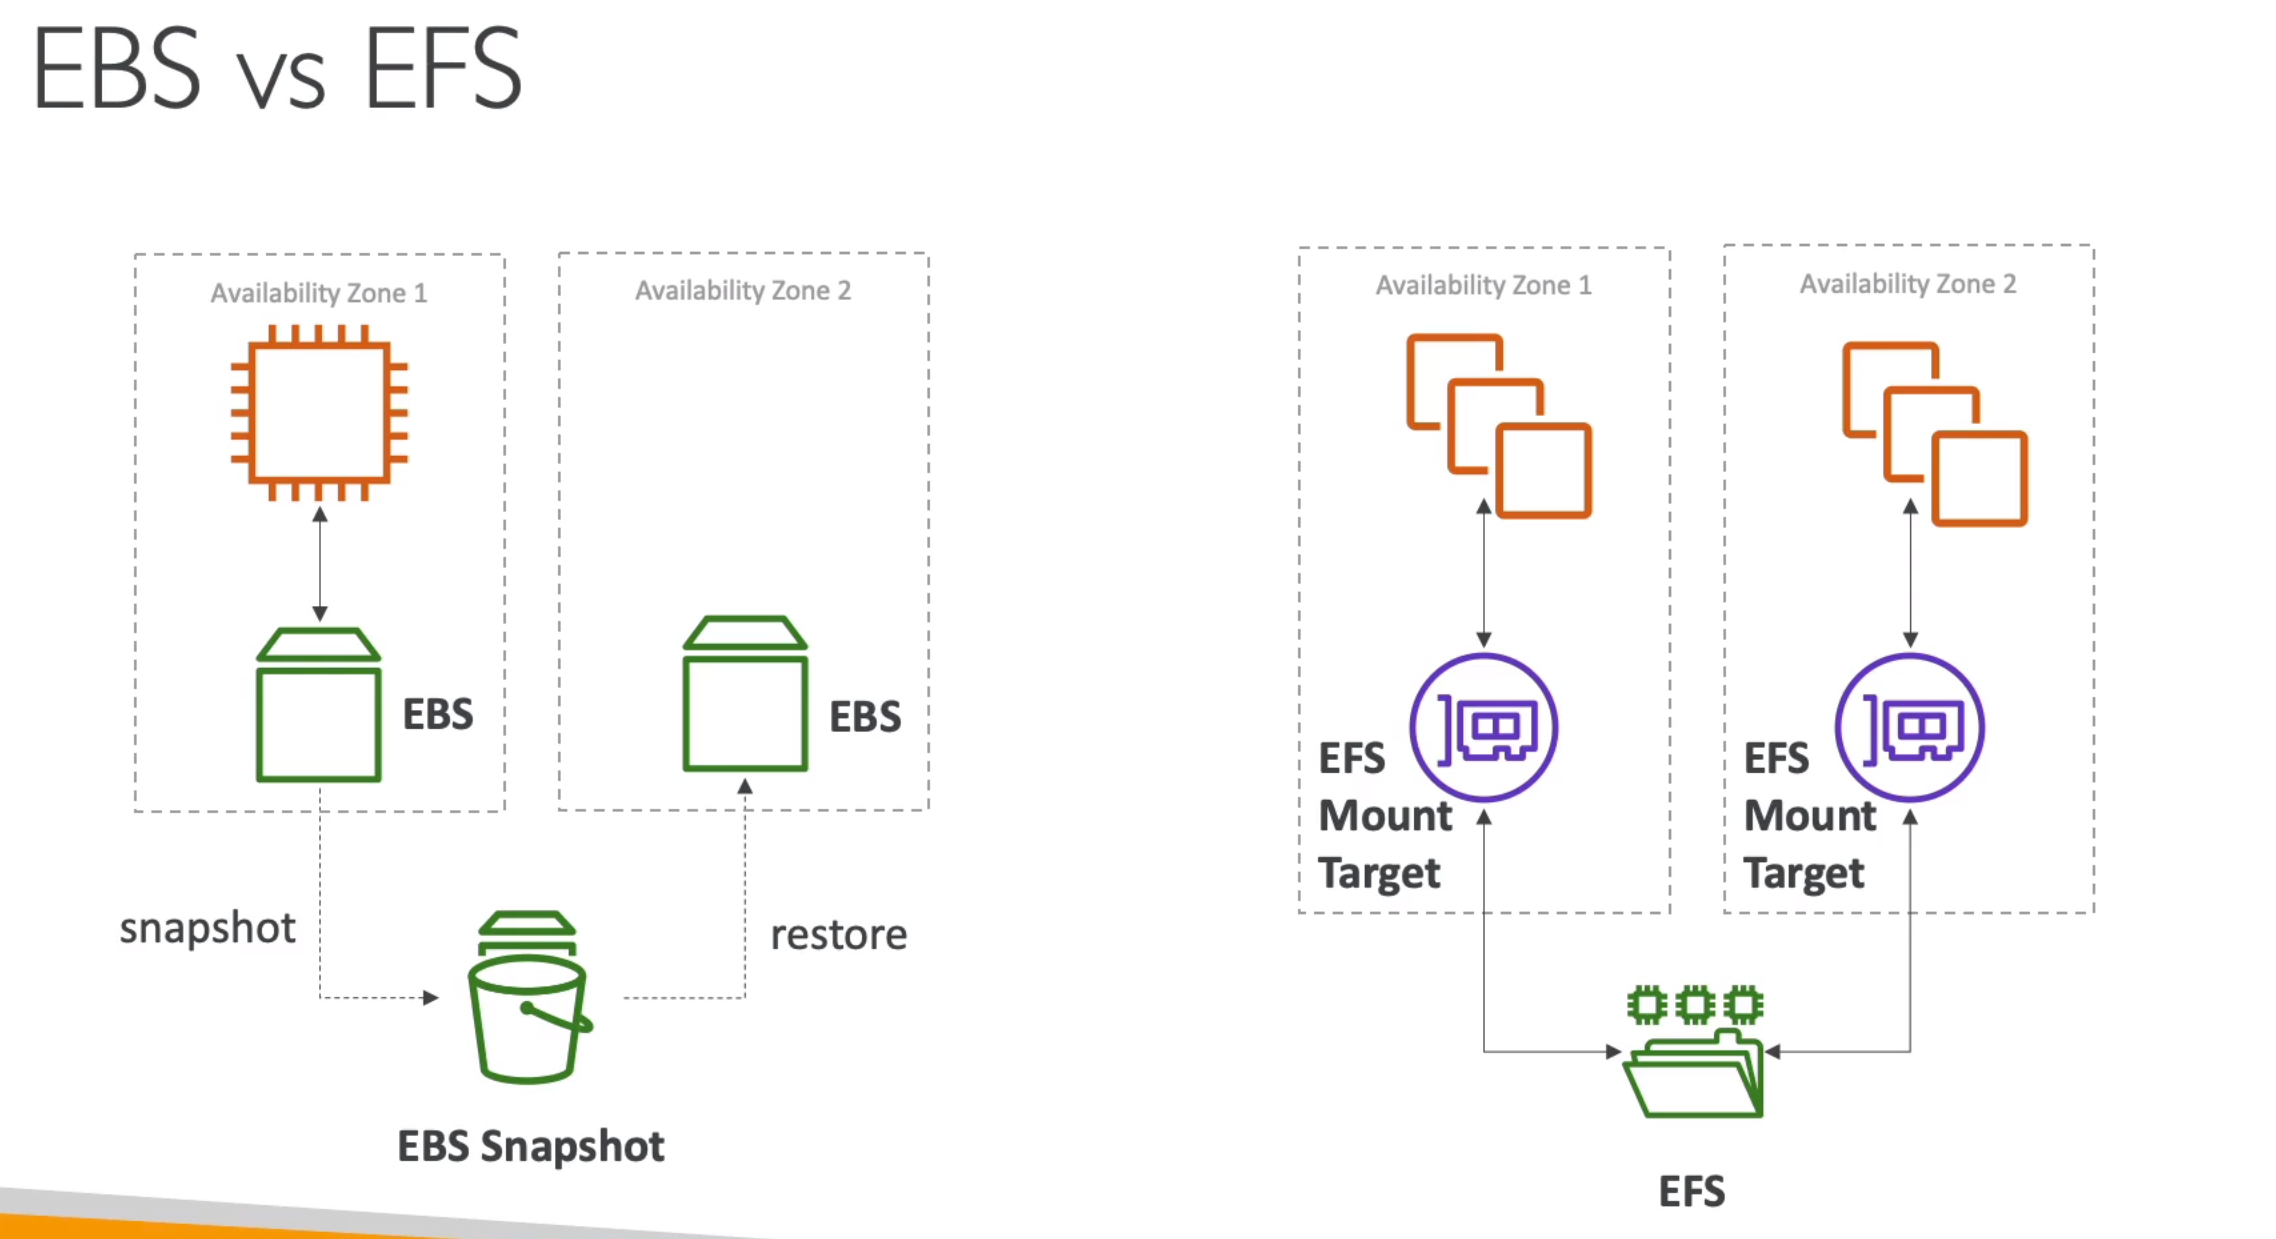 EBS vs EFS
Availability Zone 1
Availability Zone 2
EBS
EBS
snapshot
restore
EBS Snapshot
Availability Zone 1
Availability Zone 2
EFS
Mount
Target
EFS
Mount
Target
EFS